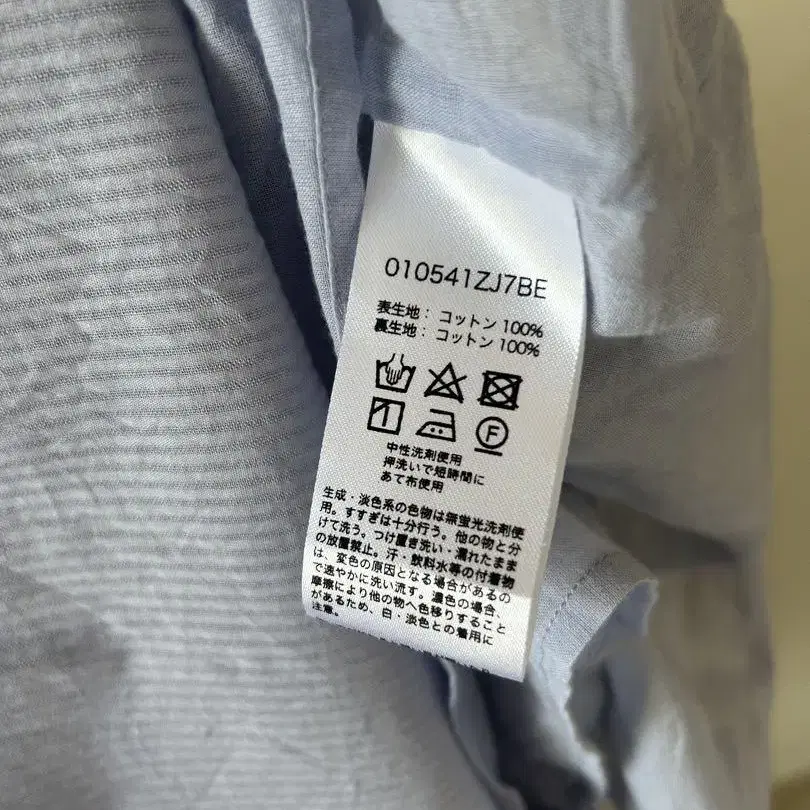 010541ZJ7BE
表生地： コットン 100%
裏生地： コットン 100%
F
中性洗剤使用
押洗いで短時間に
あて布使用
生成・淡色系の色物は無蛍光洗剤使
用。すすぎは十分行う。他の物と分
けて洗う。つけ置き洗い・濡れたまま
の放置禁止。汗・飲料水等の付着物
は、変色の原因となる場合があるの
で速やかに洗い流す。濃色の場合、
摩擦により他の物へ色移りすること
があるため、白・淡色との着用に
注意。